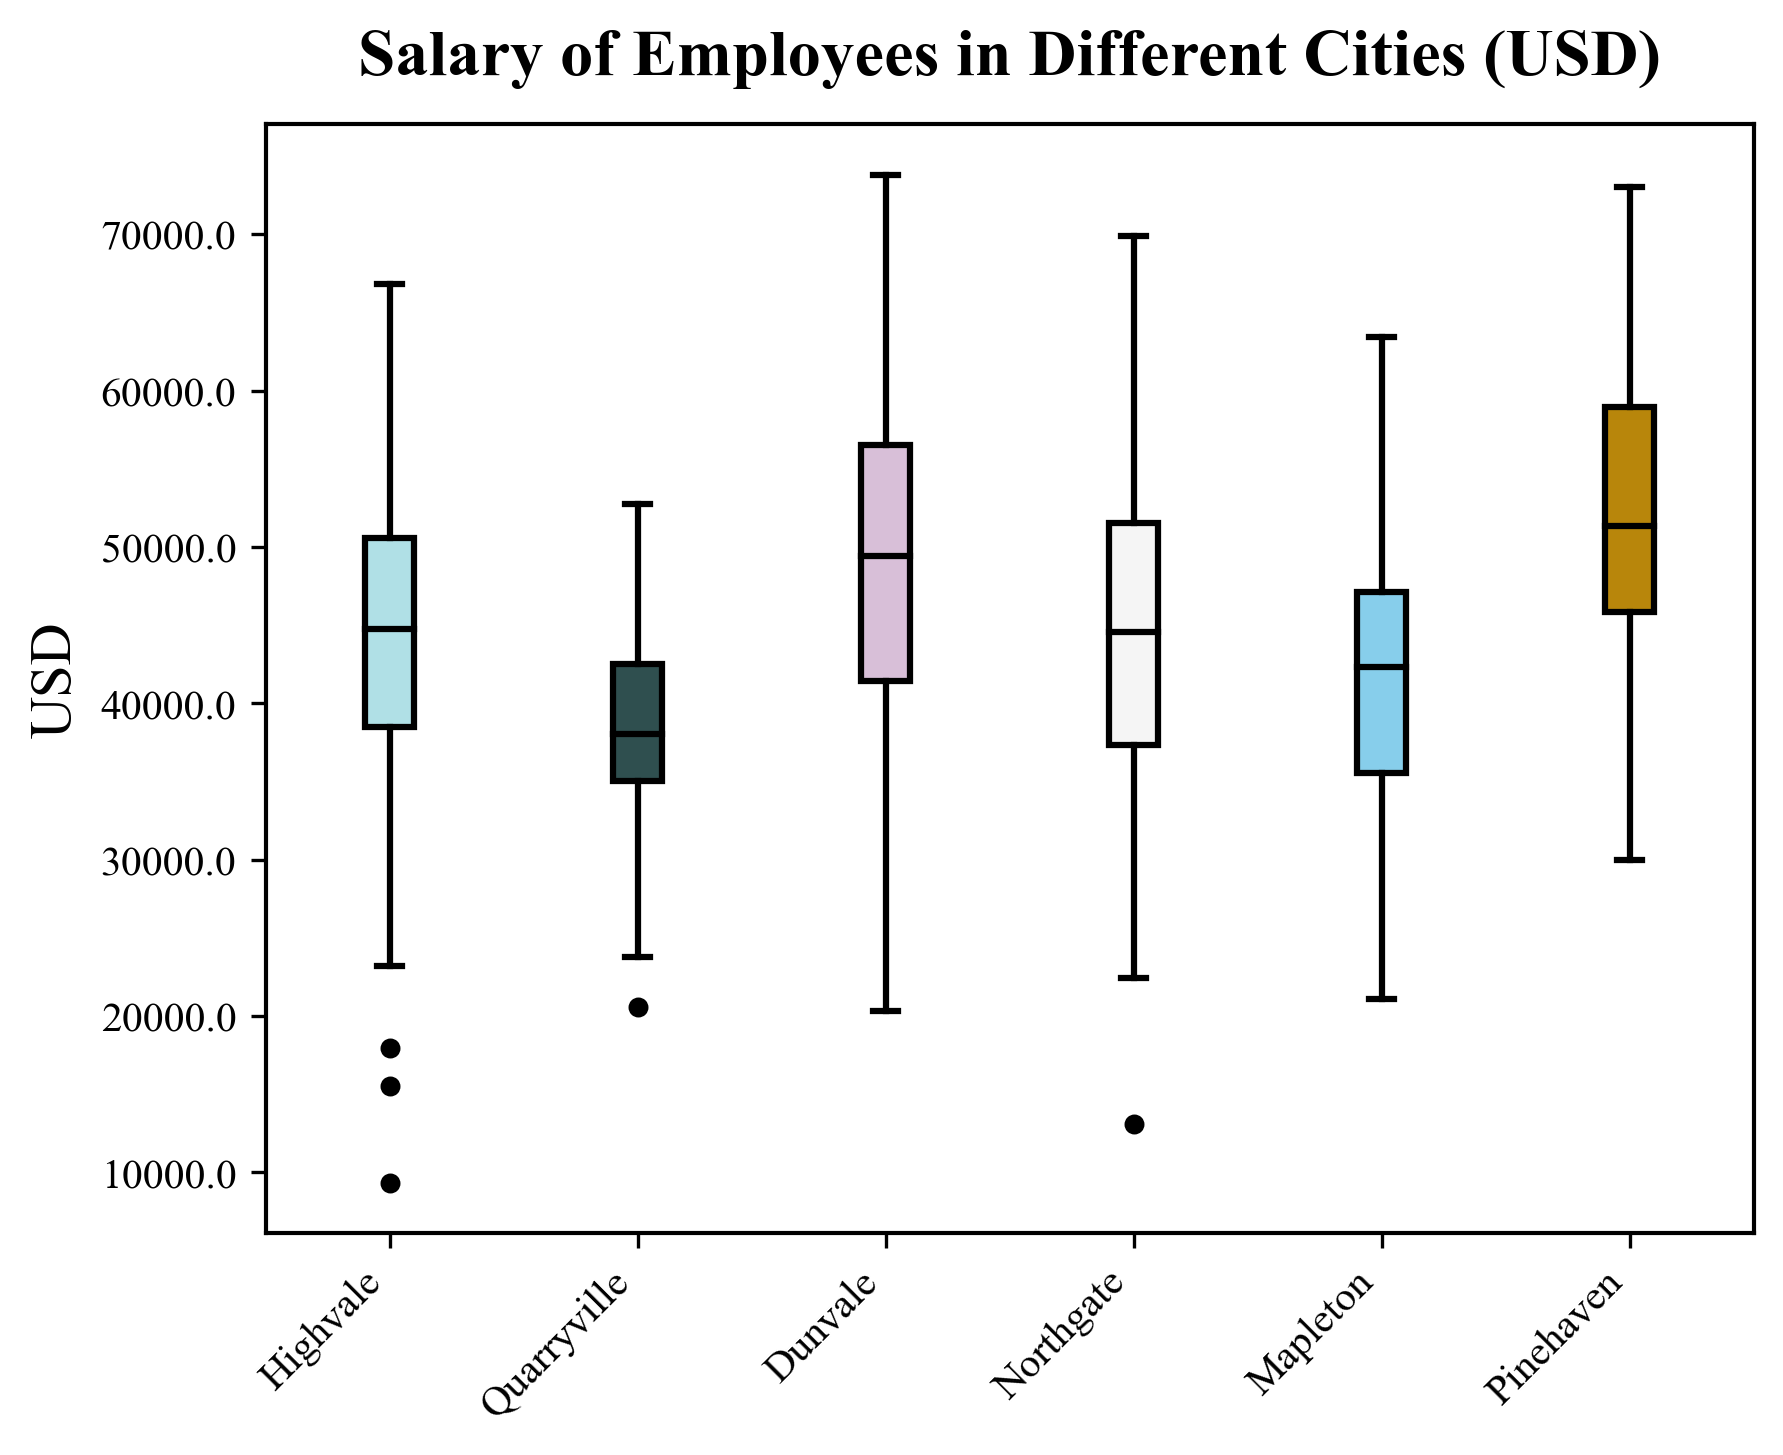 Salary of Employees in Different Cities (USD)
USD
70000.0
60000.0
50000.0
40000.0
30000.0
20000.0
10000.0
Highvale
Quarryville
Dunvale
Northgate
Mapleton
Pinehaven